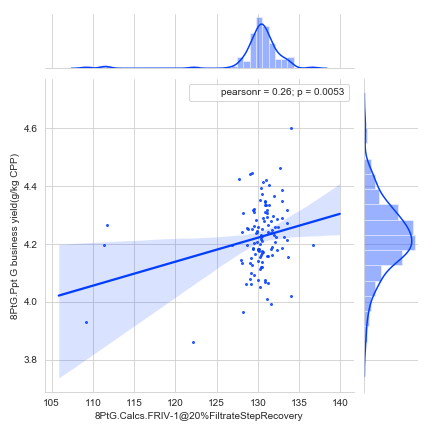 pearsonr = 0.26; p = 0.0053
8PtG.Ppt G business yield(g/kg CPP)
4.6
4.4
4.2
4.0
3.8
105 110 115 120 125 130 135 140
8PtG.Calcs.FRIV-1@20%FiltrateStepRecovery